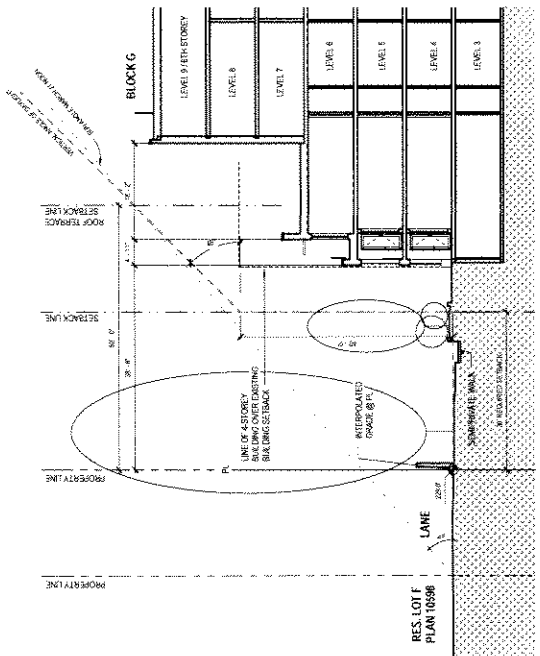 BLOCK G
LEVEL 9 / 6TH STOREY
LEVEL 8
LEVEL 7
LEVEL 6
LEVEL 5
LEVEL 4
LEVEL 3
ROOF TERRACE
SETBACK LINE
SETBACK LINE
PROPERTY LINE
PROPERTY LINE
PL
LINE OF 4-STOREY
BUILDING OVER EXISTING
BUILDING SETBACK
INTERPOLATED
GRADE @ PL
SEMI-PRIVATE WALK
LANE
RES. LOT F
PLAN 10598